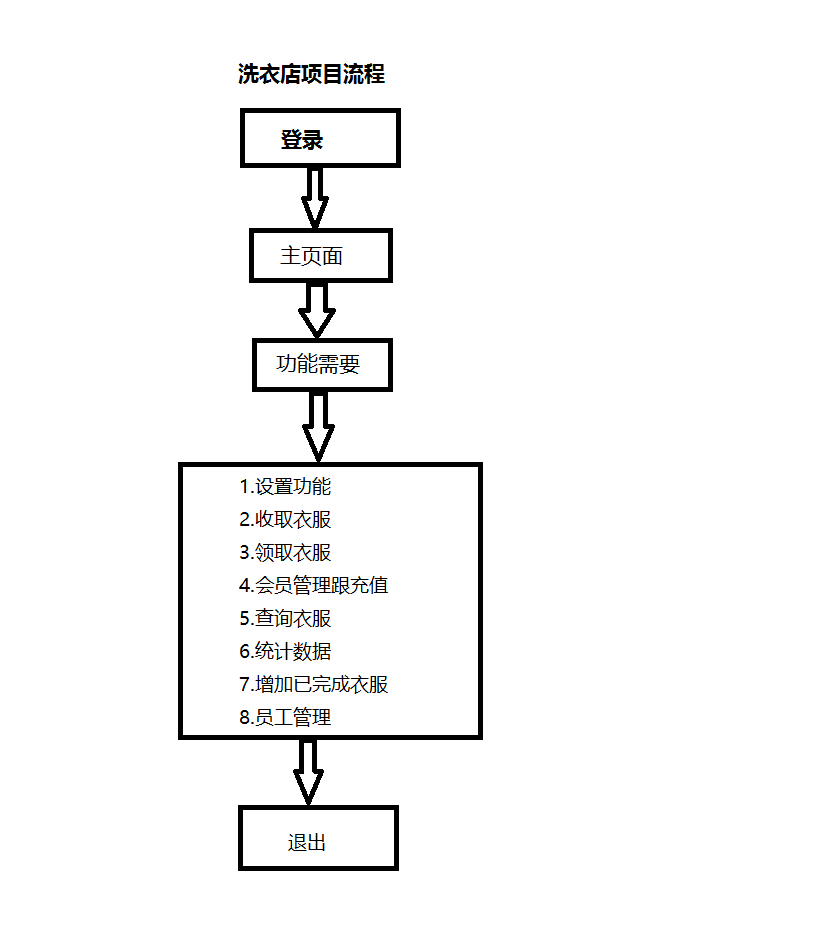 洗衣店项目流程
登录
主页面
功能需要
1.设置功能
2.收取衣服
3.领取衣服
4.会员管理跟充值
5.查询衣服
6.统计数据
7.增加已完成衣服
8.员工管理
退出